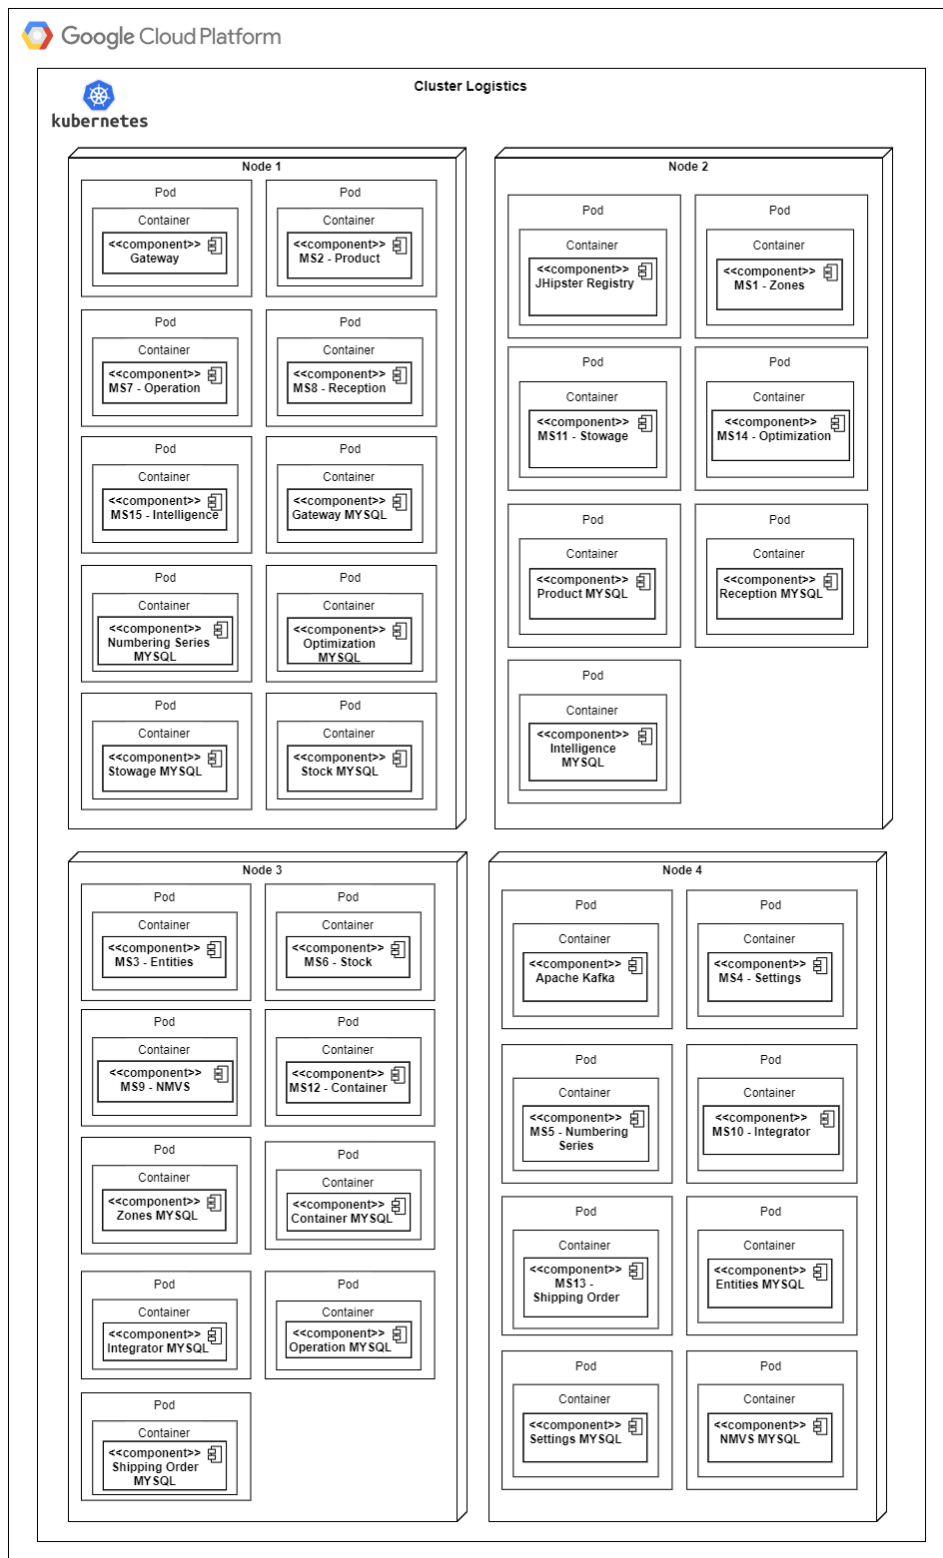 Google Cloud Platform
kubernetes
Cluster Logistics
Node 1
Pod
Container
<<component>>
Gateway
Pod
Container
<<component>>
MS2 - Product
Pod
Container
<<component>>
MS7 - Operation
Pod
Container
<<component>>
MS8 - Reception
Pod
Container
<<component>>
MS15 - Intelligence
Pod
Container
<<component>>
Gateway MYSQL
Pod
Container
<<component>>
Numbering Series
MYSQL
Pod
Container
<<component>>
Optimization
MYSQL
Pod
Container
<<component>>
Stowage MYSQL
Pod
Container
<<component>>
Stock MYSQL
Node 2
Pod
Container
<<component>>
JHipster Registry
Pod
Container
<<component>>
MS1 - Zones
Pod
Container
<<component>>
MS11 - Stowage
Pod
Container
<<component>>
MS14 - Optimization
Pod
Container
<<component>>
Product MYSQL
Pod
Container
<<component>>
Reception MYSQL
Pod
Container
<<component>>
Intelligence
MYSQL
Node 3
Pod
Container
<<component>>
MS3 - Entities
Pod
Container
<<component>>
MS6 - Stock
Pod
Container
<<component>>
MS9 - NMVS
Pod
Container
<<component>>
MS12 - Container
Pod
Container
<<component>>
Zones MYSQL
Pod
Container
<<component>>
Container MYSQL
Pod
Container
<<component>>
Integrator MYSQL
Pod
Container
<<component>>
Operation MYSQL
Pod
Container
<<component>>
Shipping Order
MYSQL
Node 4
Pod
Container
<<component>>
Apache Kafka
Pod
Container
<<component>>
MS4 - Settings
Pod
Container
<<component>>
MS5 - Numbering
Series
Pod
Container
<<component>>
MS10 - Integrator
Pod
Container
<<component>>
MS13 -
Shipping Order
Pod
Container
<<component>>
Entities MYSQL
Pod
Container
<<component>>
Settings MYSQL
Pod
Container
<<component>>
NMVS MYSQL